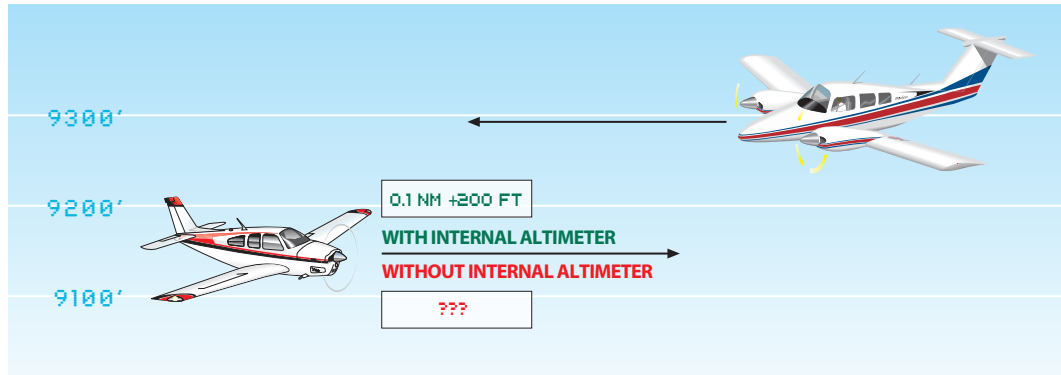 9300'
9200'
0.1 NM +200 FT
WITH INTERNAL ALTIMETER
WITHOUT INTERNAL ALTIMETER
9100'
???